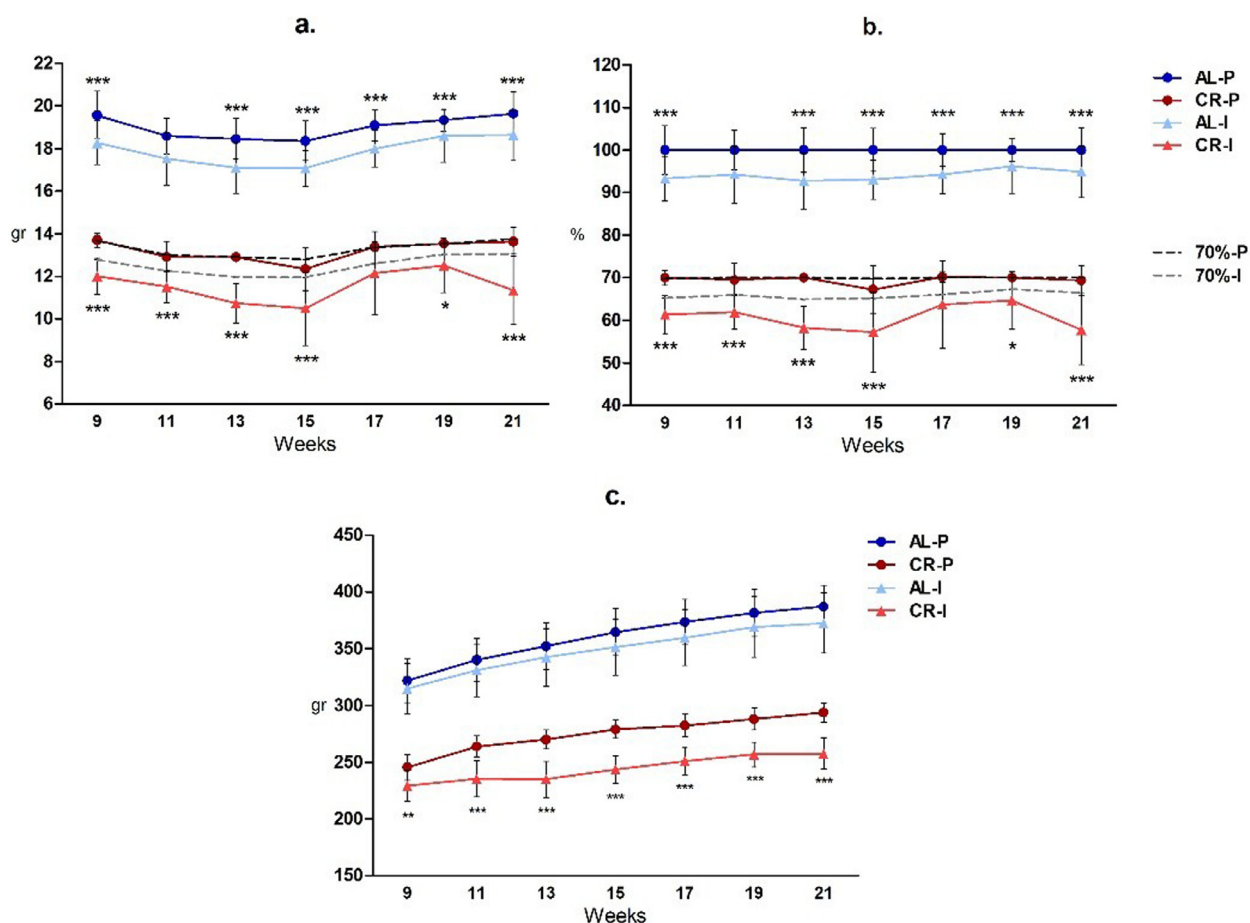 a.
22
20
18
16
14
12
10
8
6
gr
*** *** *** *** *** ***
*** *** *** *** * ***
9 11 13 15 17 19 21
Weeks
b.
120
110
100
90
80
70
60
50
40
%
*** *** *** *** *** ***
*** *** *** *** * ***
9 11 13 15 17 19 21
Weeks
AL-P
CR-P
AL-I
CR-I
70%-P
70%-I
c.
450
400
350
300
250
200
150
gr
** *** *** *** *** *** ***
9 11 13 15 17 19 21
Weeks
AL-P
CR-P
AL-I
CR-I